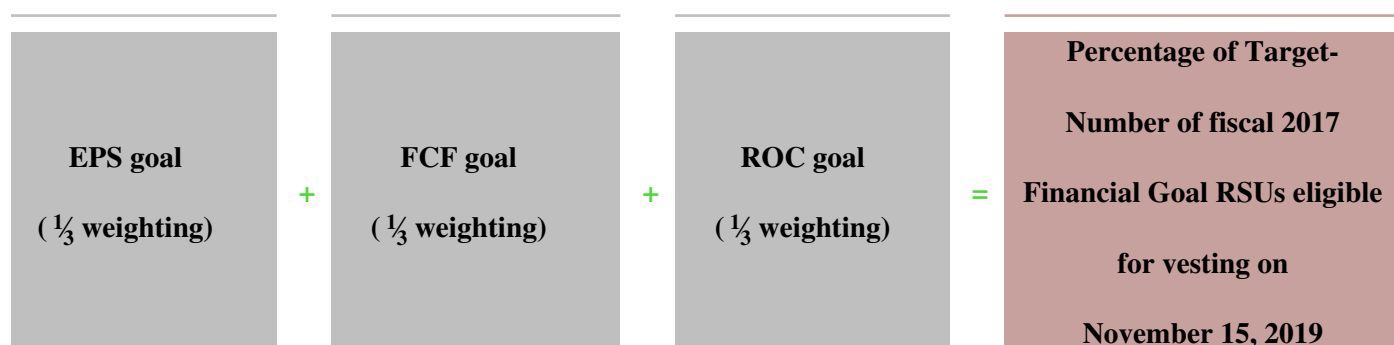 EPS goal
( ⅓ weighting)
+
FCF goal
( ⅓ weighting)
+
ROC goal
( ⅓ weighting)
=
Percentage of Target-
Number of fiscal 2017
Financial Goal RSUs eligible
for vesting on
November 15, 2019